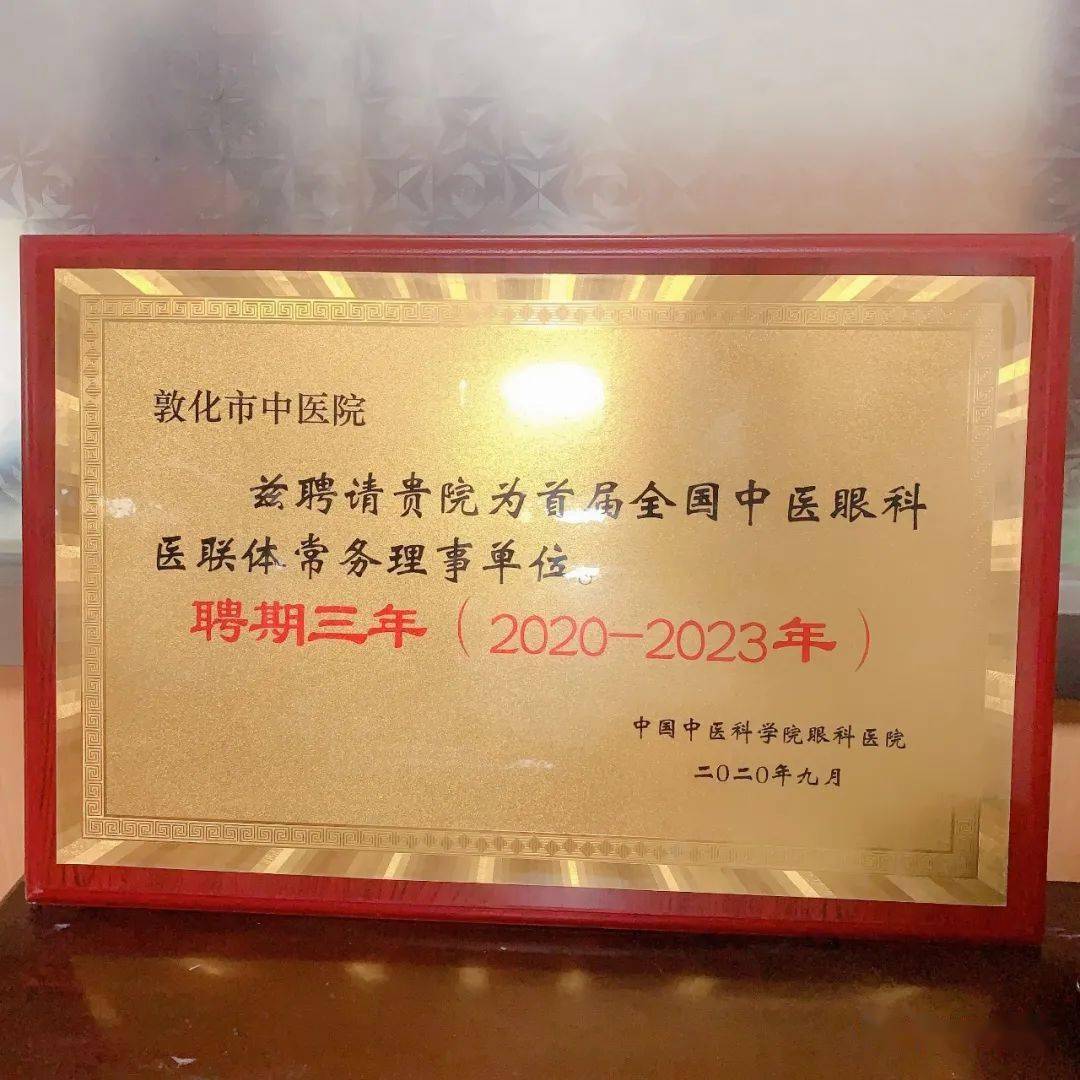 敦化市中医院
兹聘请贵院为首届全国中医眼科
医联体常务理事单位。
聘期三年（2020-2023年）
中国中医科学院眼科医院
二〇二〇年九月